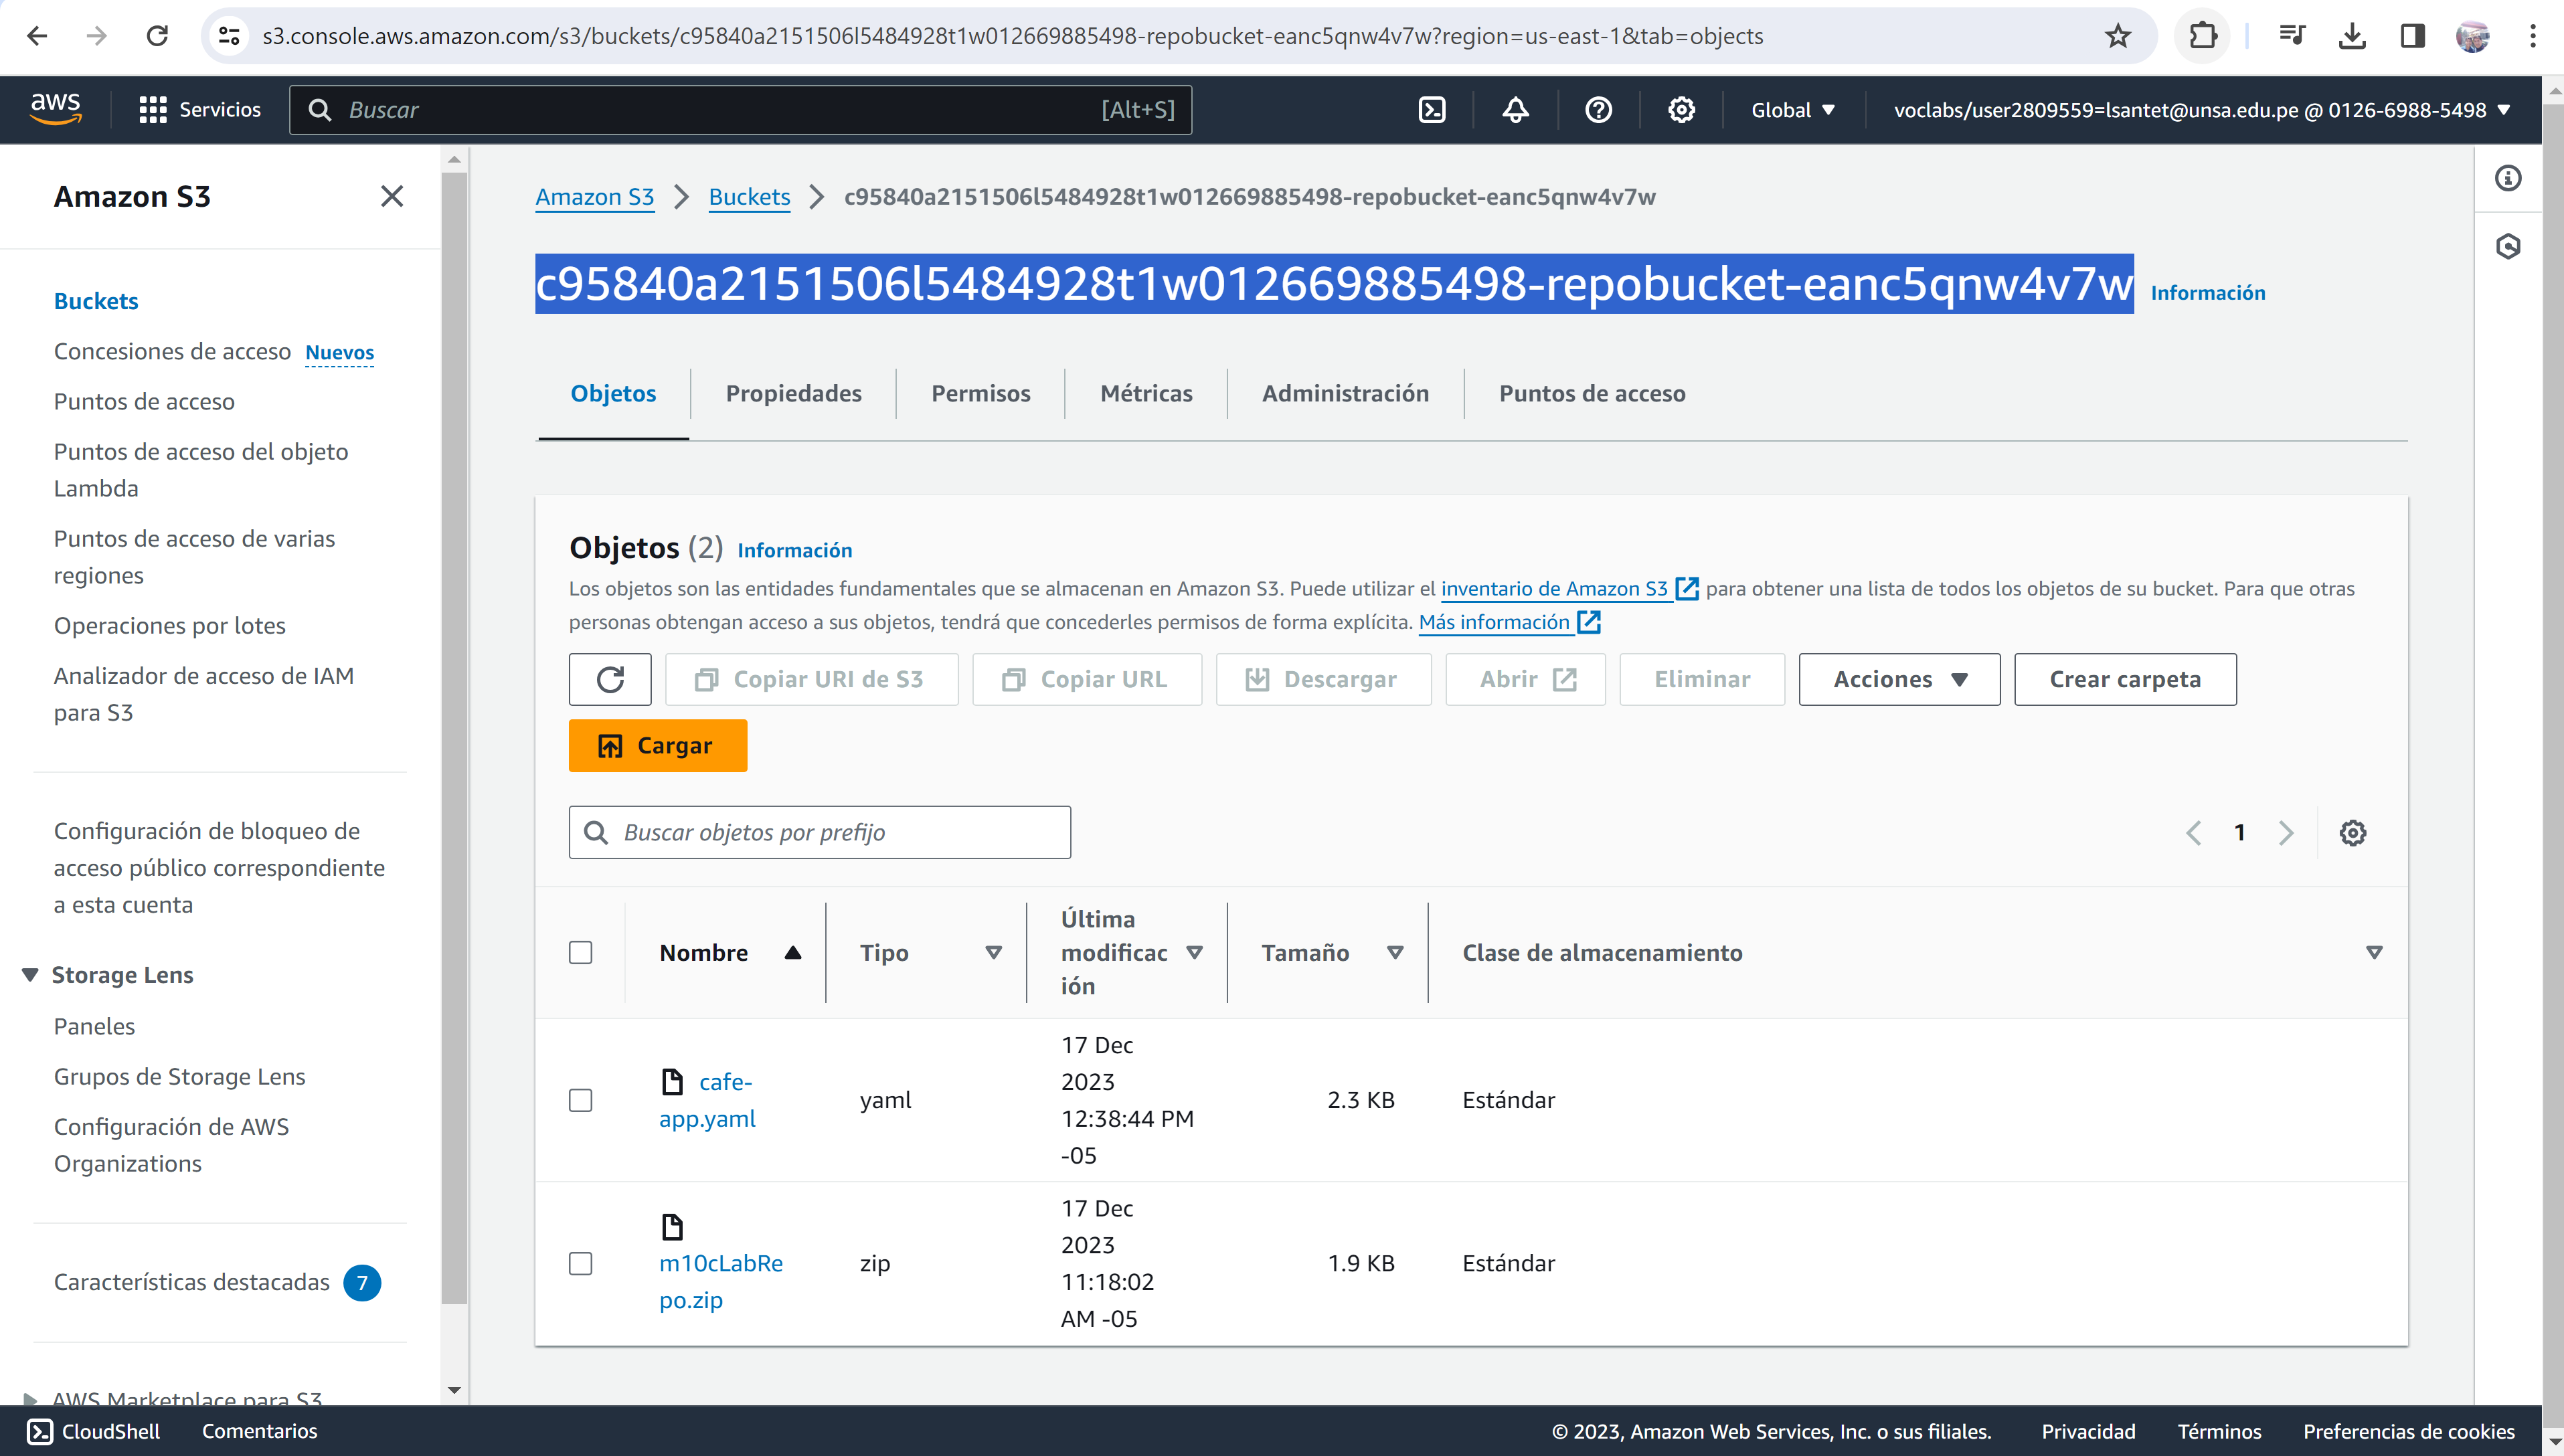 s3.console.aws.amazon.com/s3/buckets/c95840a2151506l5484928t1w012669885498-repobucket-eanc5qnw4v7w?region=us-east-1&tab=objects
aws
Servicios
Buscar
[Alt+S]
Global
voclabs/user2809559=lsantet@unsa.edu.pe @ 0126-6988-5498
Amazon S3
Buckets
Concesiones de acceso Nuevos
Puntos de acceso
Puntos de acceso del objeto
Lambda
Puntos de acceso de varias
regiones
Operaciones por lotes
Analizador de acceso de IAM
para S3
Configuración de bloqueo de
acceso público correspondiente
a esta cuenta
Storage Lens
Paneles
Grupos de Storage Lens
Configuración de AWS
Organizations
Características destacadas 7
AWS Marketplace para S3
Amazon S3 > Buckets > c95840a2151506l5484928t1w012669885498-repobucket-eanc5qnw4v7w
c95840a2151506l5484928t1w012669885498-repobucket-eanc5qnw4v7w Información
Objetos
Propiedades
Permisos
Métricas
Administración
Puntos de acceso
Objetos (2) Información
Los objetos son las entidades fundamentales que se almacenan en Amazon S3. Puede utilizar el inventario de Amazon S3 para obtener una lista de todos los objetos de su bucket. Para que otras
personas obtengan acceso a sus objetos, tendrá que concederles permisos de forma explícita. Más información
Copiar URI de S3
Copiar URL
Descargar
Abrir
Eliminar
Acciones
Crear carpeta
Cargar
Buscar objetos por prefijo
1
Nombre
Tipo
Última
modificac
ión
Tamaño
Clase de almacenamiento
cafe-
app.yaml
yaml
17 Dec
2023
12:38:44 PM
-05
2.3 KB
Estándar
m10cLabRe
po.zip
zip
17 Dec
2023
11:18:02
AM -05
1.9 KB
Estándar
CloudShell
Comentarios
© 2023, Amazon Web Services, Inc. o sus filiales.
Privacidad
Términos
Preferencias de cookies